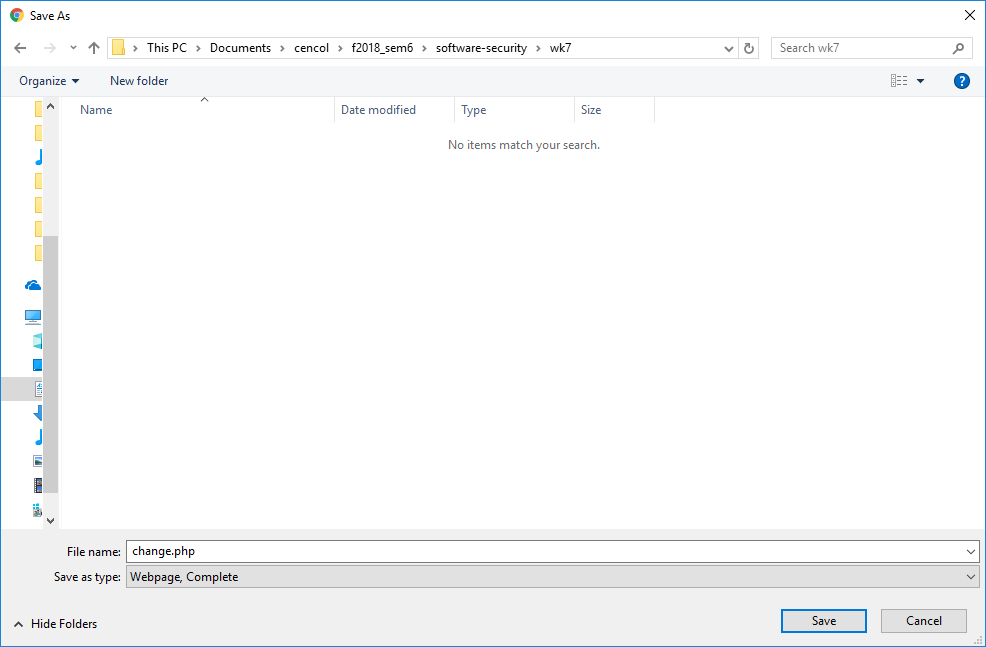 Save As
This PC > Documents > cencol > f2018_sem6 > software-security > wk7
Search wk7
Organize
New folder
?
Name
Date modified
Type
Size
No items match your search.
File name: change.php
Save as type: Webpage, Complete
Hide Folders
Save
Cancel